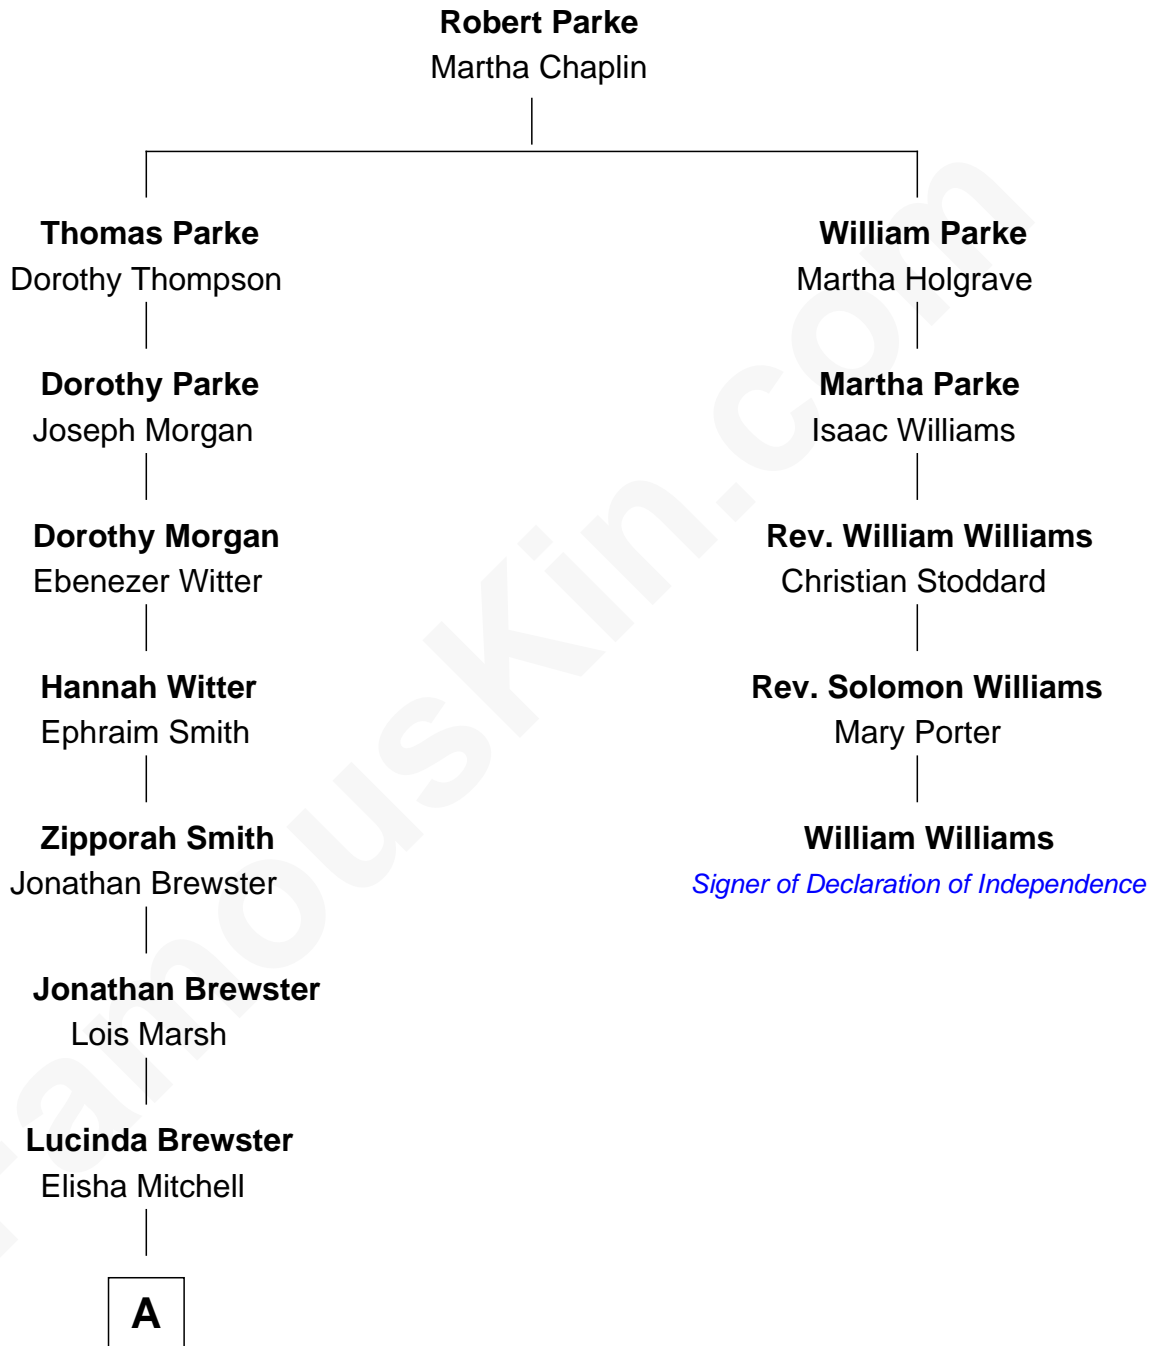 Robert Parke
Martha Chaplin
Thomas Parke
Dorothy Thompson
William Parke
Martha Holgrave
Dorothy Parke
Joseph Morgan
Martha Parke
Isaac Williams
Dorothy Morgan
Ebenezer Witter
Rev. William Williams
Christian Stoddard
Hannah Witter
Ephraim Smith
Rev. Solomon Williams
Mary Porter
Zipporah Smith
Jonathan Brewster
William Williams
Signer of Declaration of Independence
Jonathan Brewster
Lois Marsh
Lucinda Brewster
Elisha Mitchell
A
FamousKin.com